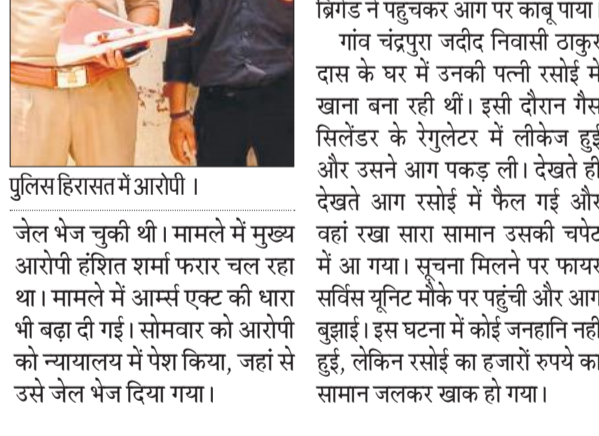 पुलिस हिरासत में आरोपी ।
जेल भेज चुकी थी। मामले में मुख्य
आरोपी हंशित शर्मा फरार चल रहा
था। मामले में आर्म्स एक्ट की धारा
भी बढ़ा दी गई। सोमवार को आरोपी
को न्यायालय में पेश किया, जहां से
उसे जेल भेज दिया गया।
ब्रिगेड ने पहुंचकर आग पर काबू पाया।
गांव चंद्रपुरा जदीद निवासी ठाकुर
दास के घर में उनकी पत्नी रसोई में
खाना बना रही थीं। इसी दौरान गैस
सिलेंडर के रेगुलेटर में लीकेज हुई
और उसने आग पकड़ ली। देखते ही
देखते आग रसोई में फैल गई और
वहां रखा सारा सामान उसकी चपेट
में आ गया। सूचना मिलने पर फायर
सर्विस यूनिट मौके पर पहुंची और आग
बुझाई। इस घटना में कोई जनहानि नहीं
हुई, लेकिन रसोई का हजारों रुपये का
सामान जलकर खाक हो गया।